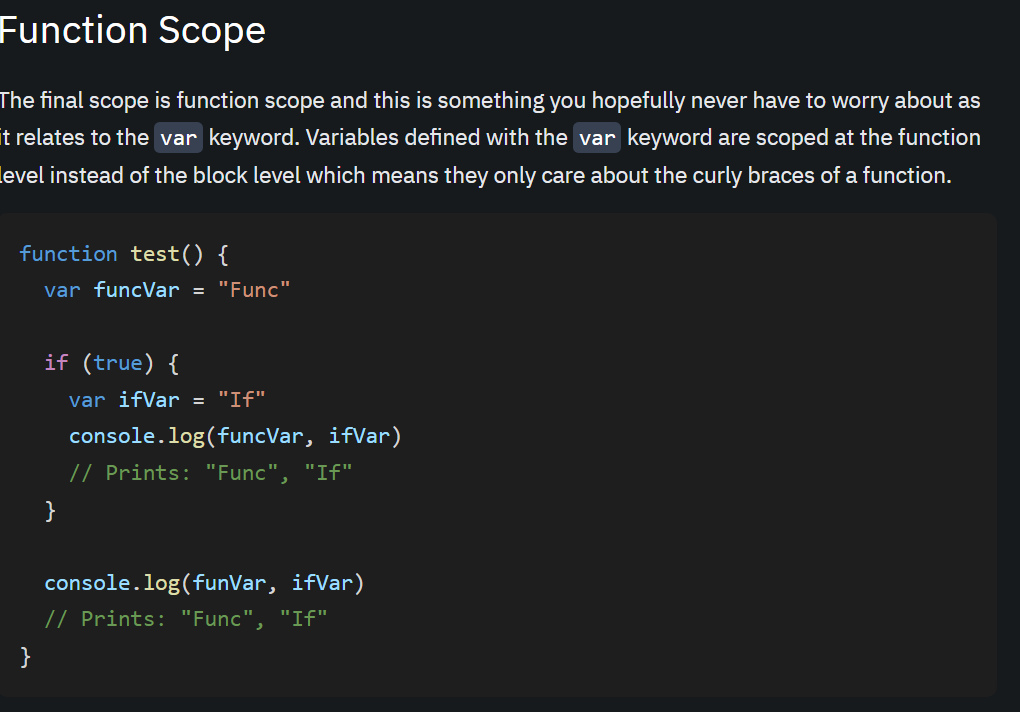 Function Scope
The final scope is function scope and this is something you hopefully never have to worry about as
it relates to the var keyword. Variables defined with the var keyword are scoped at the function
level instead of the block level which means they only care about the curly braces of a function.
function test() {
  var funcVar = "Func"

  if (true) {
    var ifVar = "If"
    console.log(funcVar, ifVar)
    // Prints: "Func", "If"
  }

  console.log(funVar, ifVar)
  // Prints: "Func", "If"
}